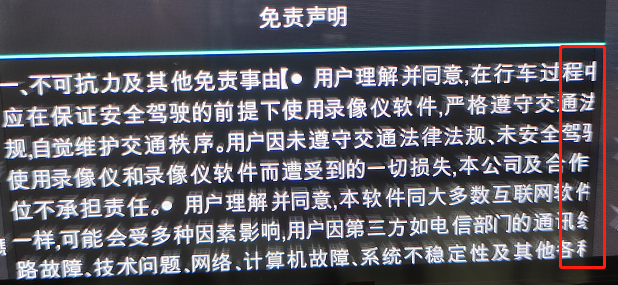 免责声明
一、不可抗力及其他免责事由【● 用户理解并同意,在行车过程中
应在保证安全驾驶的前提下使用录像仪软件,严格遵守交通法
规,自觉维护交通秩序。用户因未遵守交通法律法规、未安全驾驶
使用录像仪和录像仪软件而遭受到的一切损失,本公司及合作
位不承担责任。● 用户理解并同意,本软件同大多数互联网软件
一样,可能会受多种因素影响,用户因第三方如电信部门的通讯线
路故障、技术问题、网络、计算机故障、系统不稳定性及其他各种